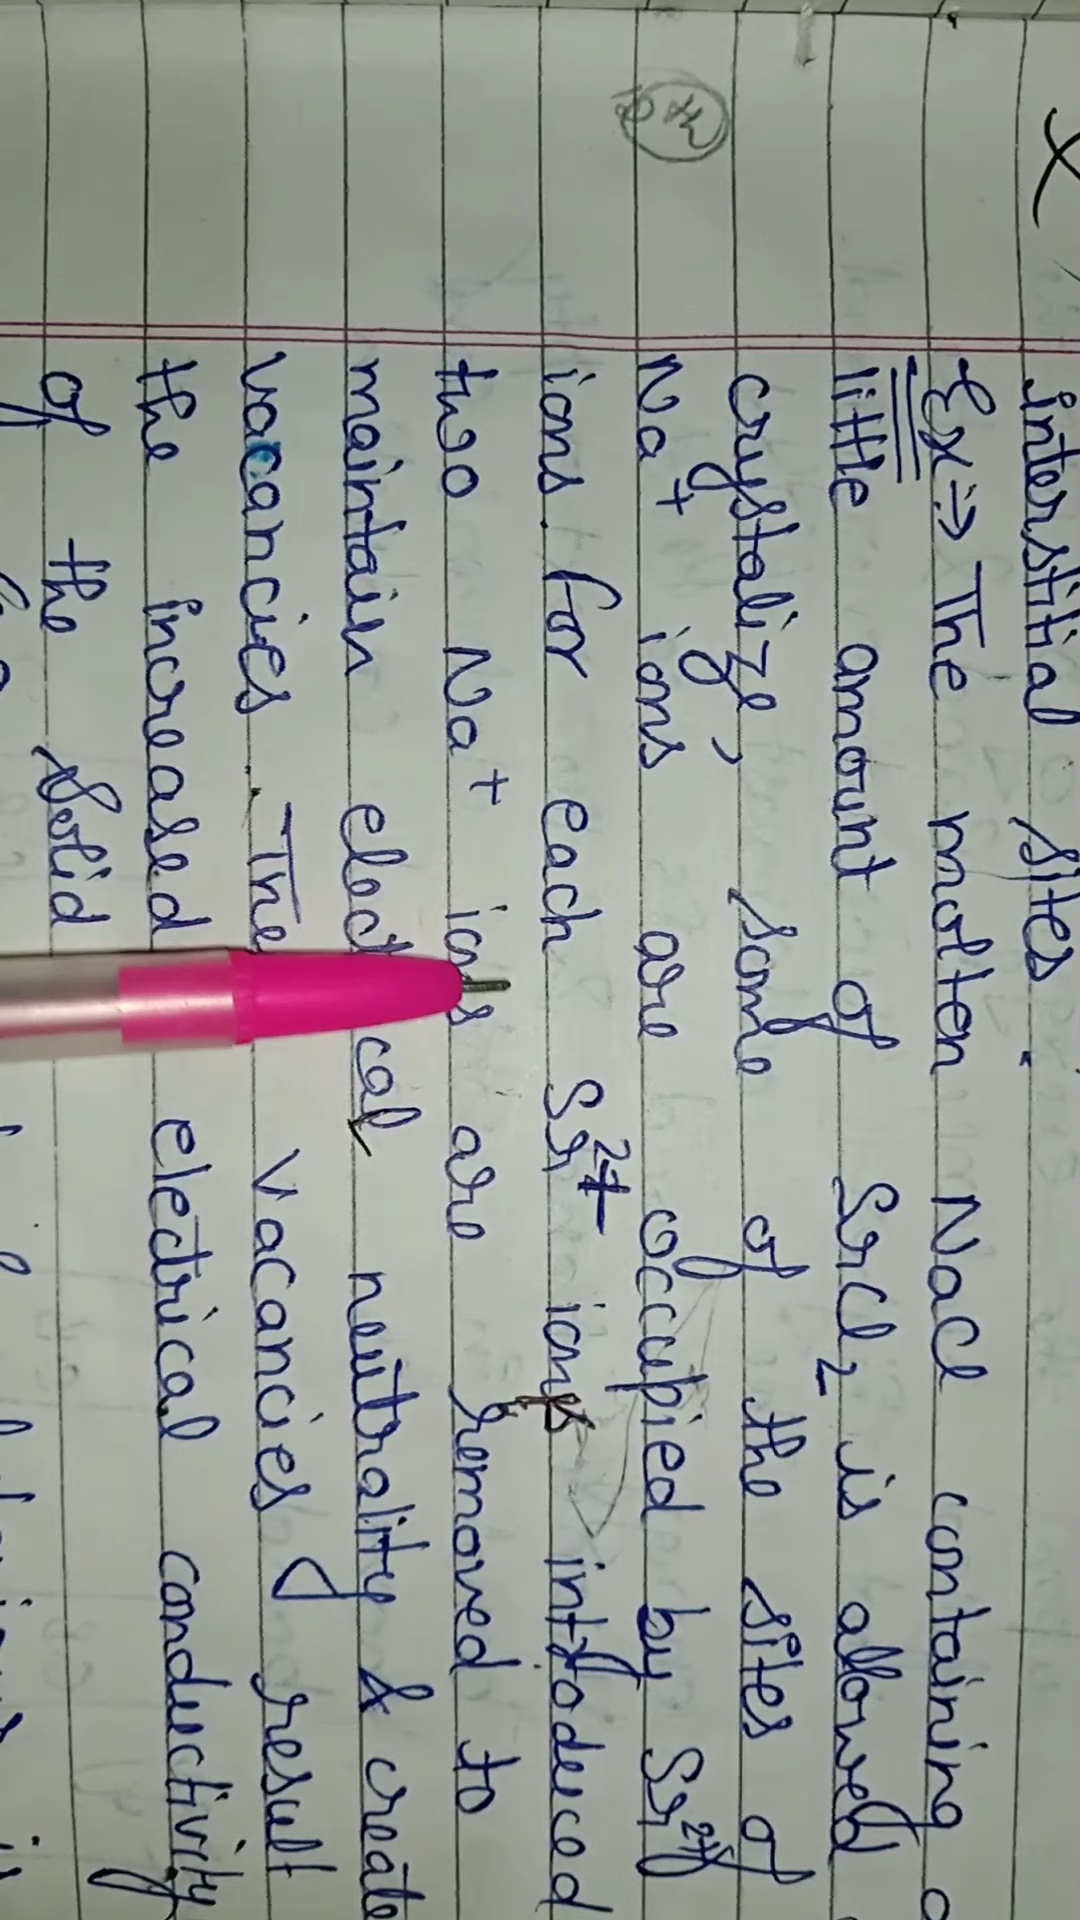 interstitial sites.
Ex⇒ The molten NaCl containing a
little amount of SrCl2 is allowed
crystalize, some of the sites of
Na+ ions are occupied by Sr2+
ions. for each Sr2+ ions introduced
two Na+ ions are removed to
maintain electrical neutrality & create
vacancies. The vacancies result
the increased electrical conductivity
of the solid